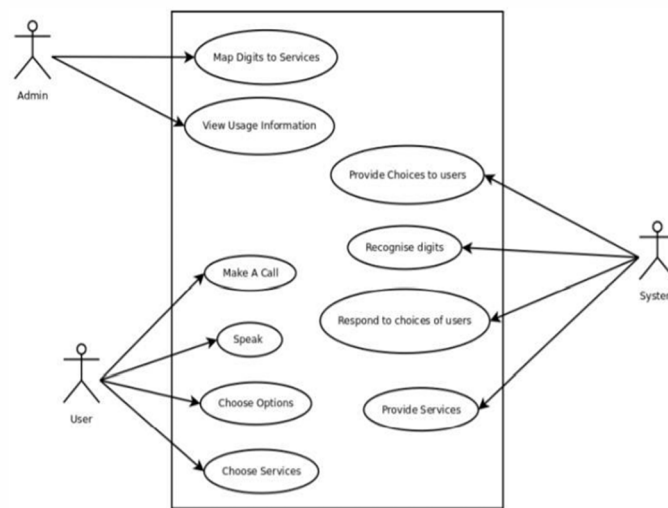 Map Digits to Services
Admin
View Usage Information
Provide Choices to users
Recognise digits
Make A Call
System
Respond to choices of users
Speak
Choose Options
Provide Services
User
Choose Services